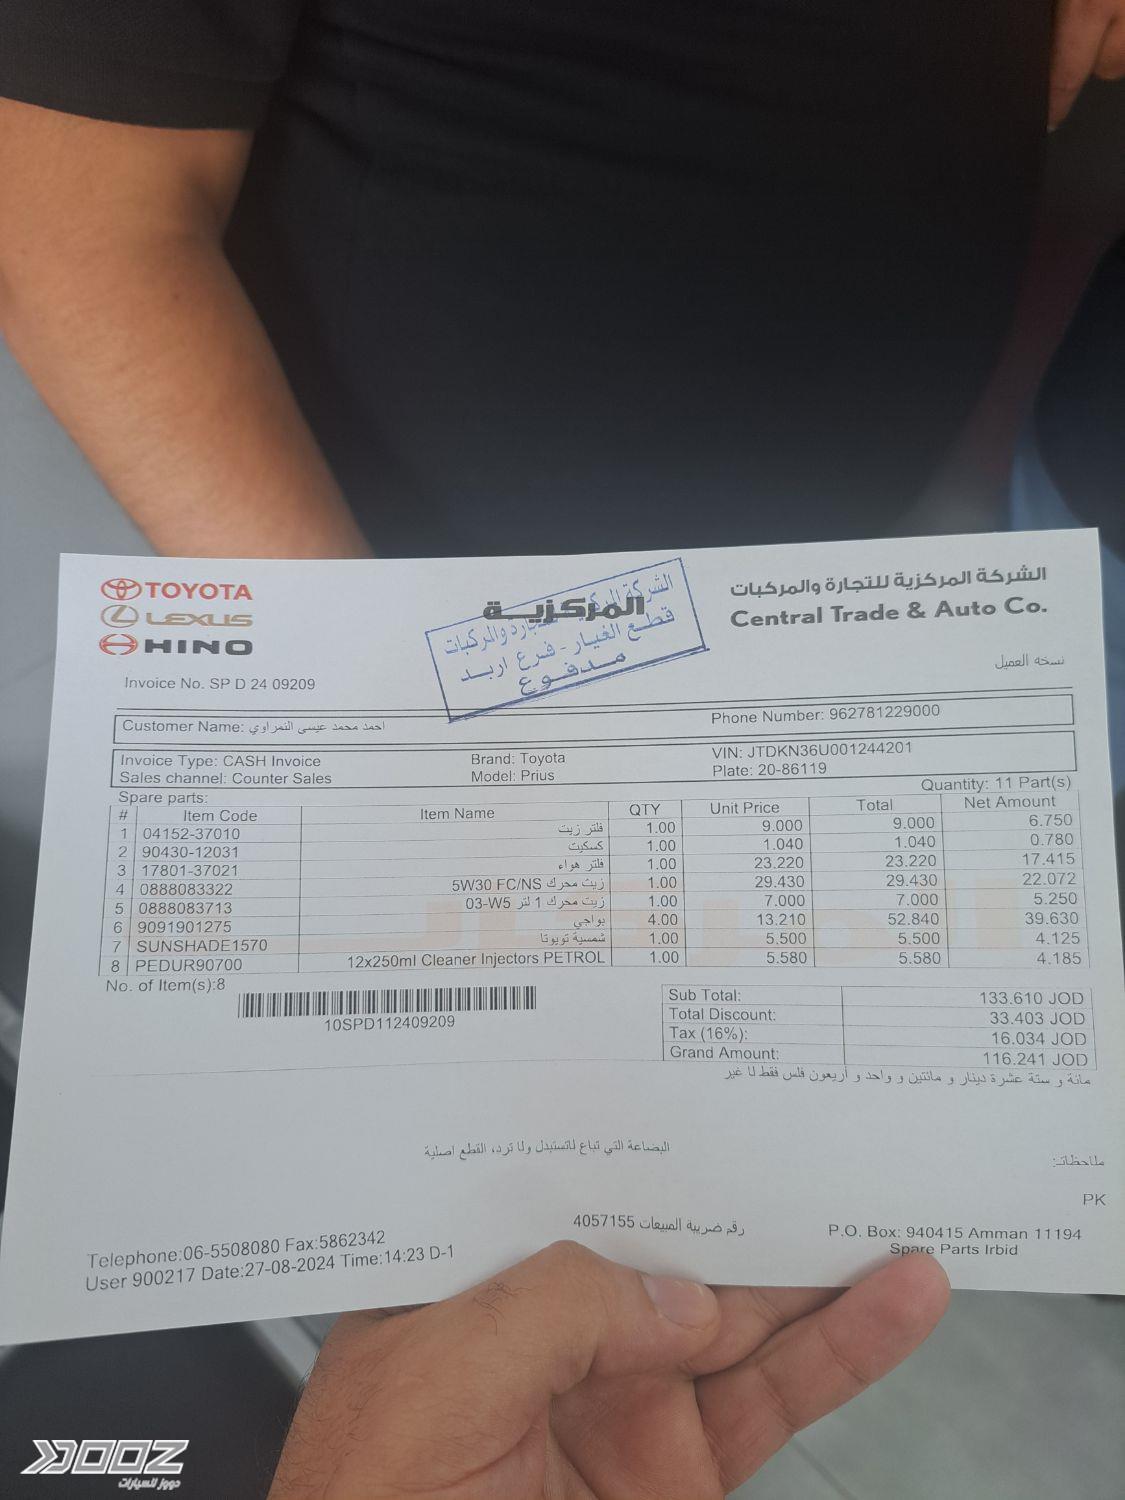 TOYOTA
LEXUS
HINO
المركزية
الشركة المركزية للتجارة والمركبات
قطع الغيار - فرع اربد
مدفوع
الشركة المركزية للتجارة والمركبات
Central Trade & Auto Co.
نسخه العميل
Invoice No. SP D 24 09209
Customer Name: احمد محمد عيسى النمراوي
Phone Number: 962781229000
Invoice Type: CASH Invoice Brand: Toyota VIN: JTDKN36U001244201
Sales channel: Counter Sales Model: Prius Plate: 20-86119
Spare parts: Quantity: 11 Part(s)
# Item Code Item Name QTY Unit Price Total Net Amount
1 04152-37010 فلتر زيت 1.00 9.000 9.000 6.750
2 90430-12031 كسكيت 1.00 1.040 1.040 0.780
3 17801-37021 فلتر هواء 1.00 23.220 23.220 17.415
4 0888083322 زيت محرك 5W30 FC/NS 1.00 29.430 29.430 22.072
5 0888083713 زيت محرك 1 لتر 03-W5 1.00 7.000 7.000 5.250
6 9091901275 بواجي 4.00 13.210 52.840 39.630
7 SUNSHADE1570 شمسية تويوتا 1.00 5.500 5.500 4.125
8 PEDUR90700 12x250ml Cleaner Injectors PETROL 1.00 5.580 5.580 4.185
No. of Item(s):8
10SPD112409209
Sub Total: 133.610 JOD
Total Discount: 33.403 JOD
Tax (16%): 16.034 JOD
Grand Amount: 116.241 JOD
مائة و ستة عشرة دينار و مائتين و واحد و أربعون فلس فقط لا غير
البضاعة التي تباع لاتستبدل ولا ترد، القطع اصلية
ملاحظات:
PK
رقم ضريبة المبيعات 4057155
P.O. Box: 940415 Amman 11194
Spare Parts Irbid
Telephone:06-5508080 Fax:5862342
User 900217 Date:27-08-2024 Time:14:23 D-1
DOOZ
دووز للسيارات